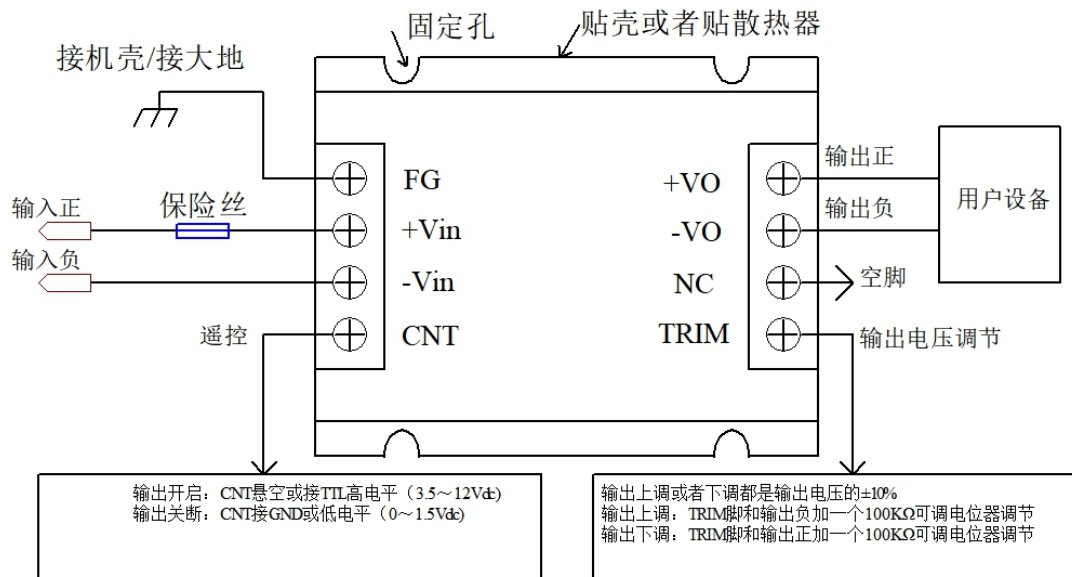 固定孔
贴壳或者贴散热器
接机壳/接大地
FG
+VO
输出正
用户设备
输入正
保险丝
+Vin
-VO
输出负
输入负
-Vin
NC
空脚
遥控
CNT
TRIM
输出电压调节
输出开启：CNT悬空或接TTL高电平（3.5～12Vdc）
输出关断：CNT接GND或低电平（0～1.5Vdc)
输出上调或者下调都是输出电压的±10%
输出上调：TRIM脚和输出负加一个100KΩ可调电位器调节
输出下调：TRIM脚和输出正加一个100KΩ可调电位器调节